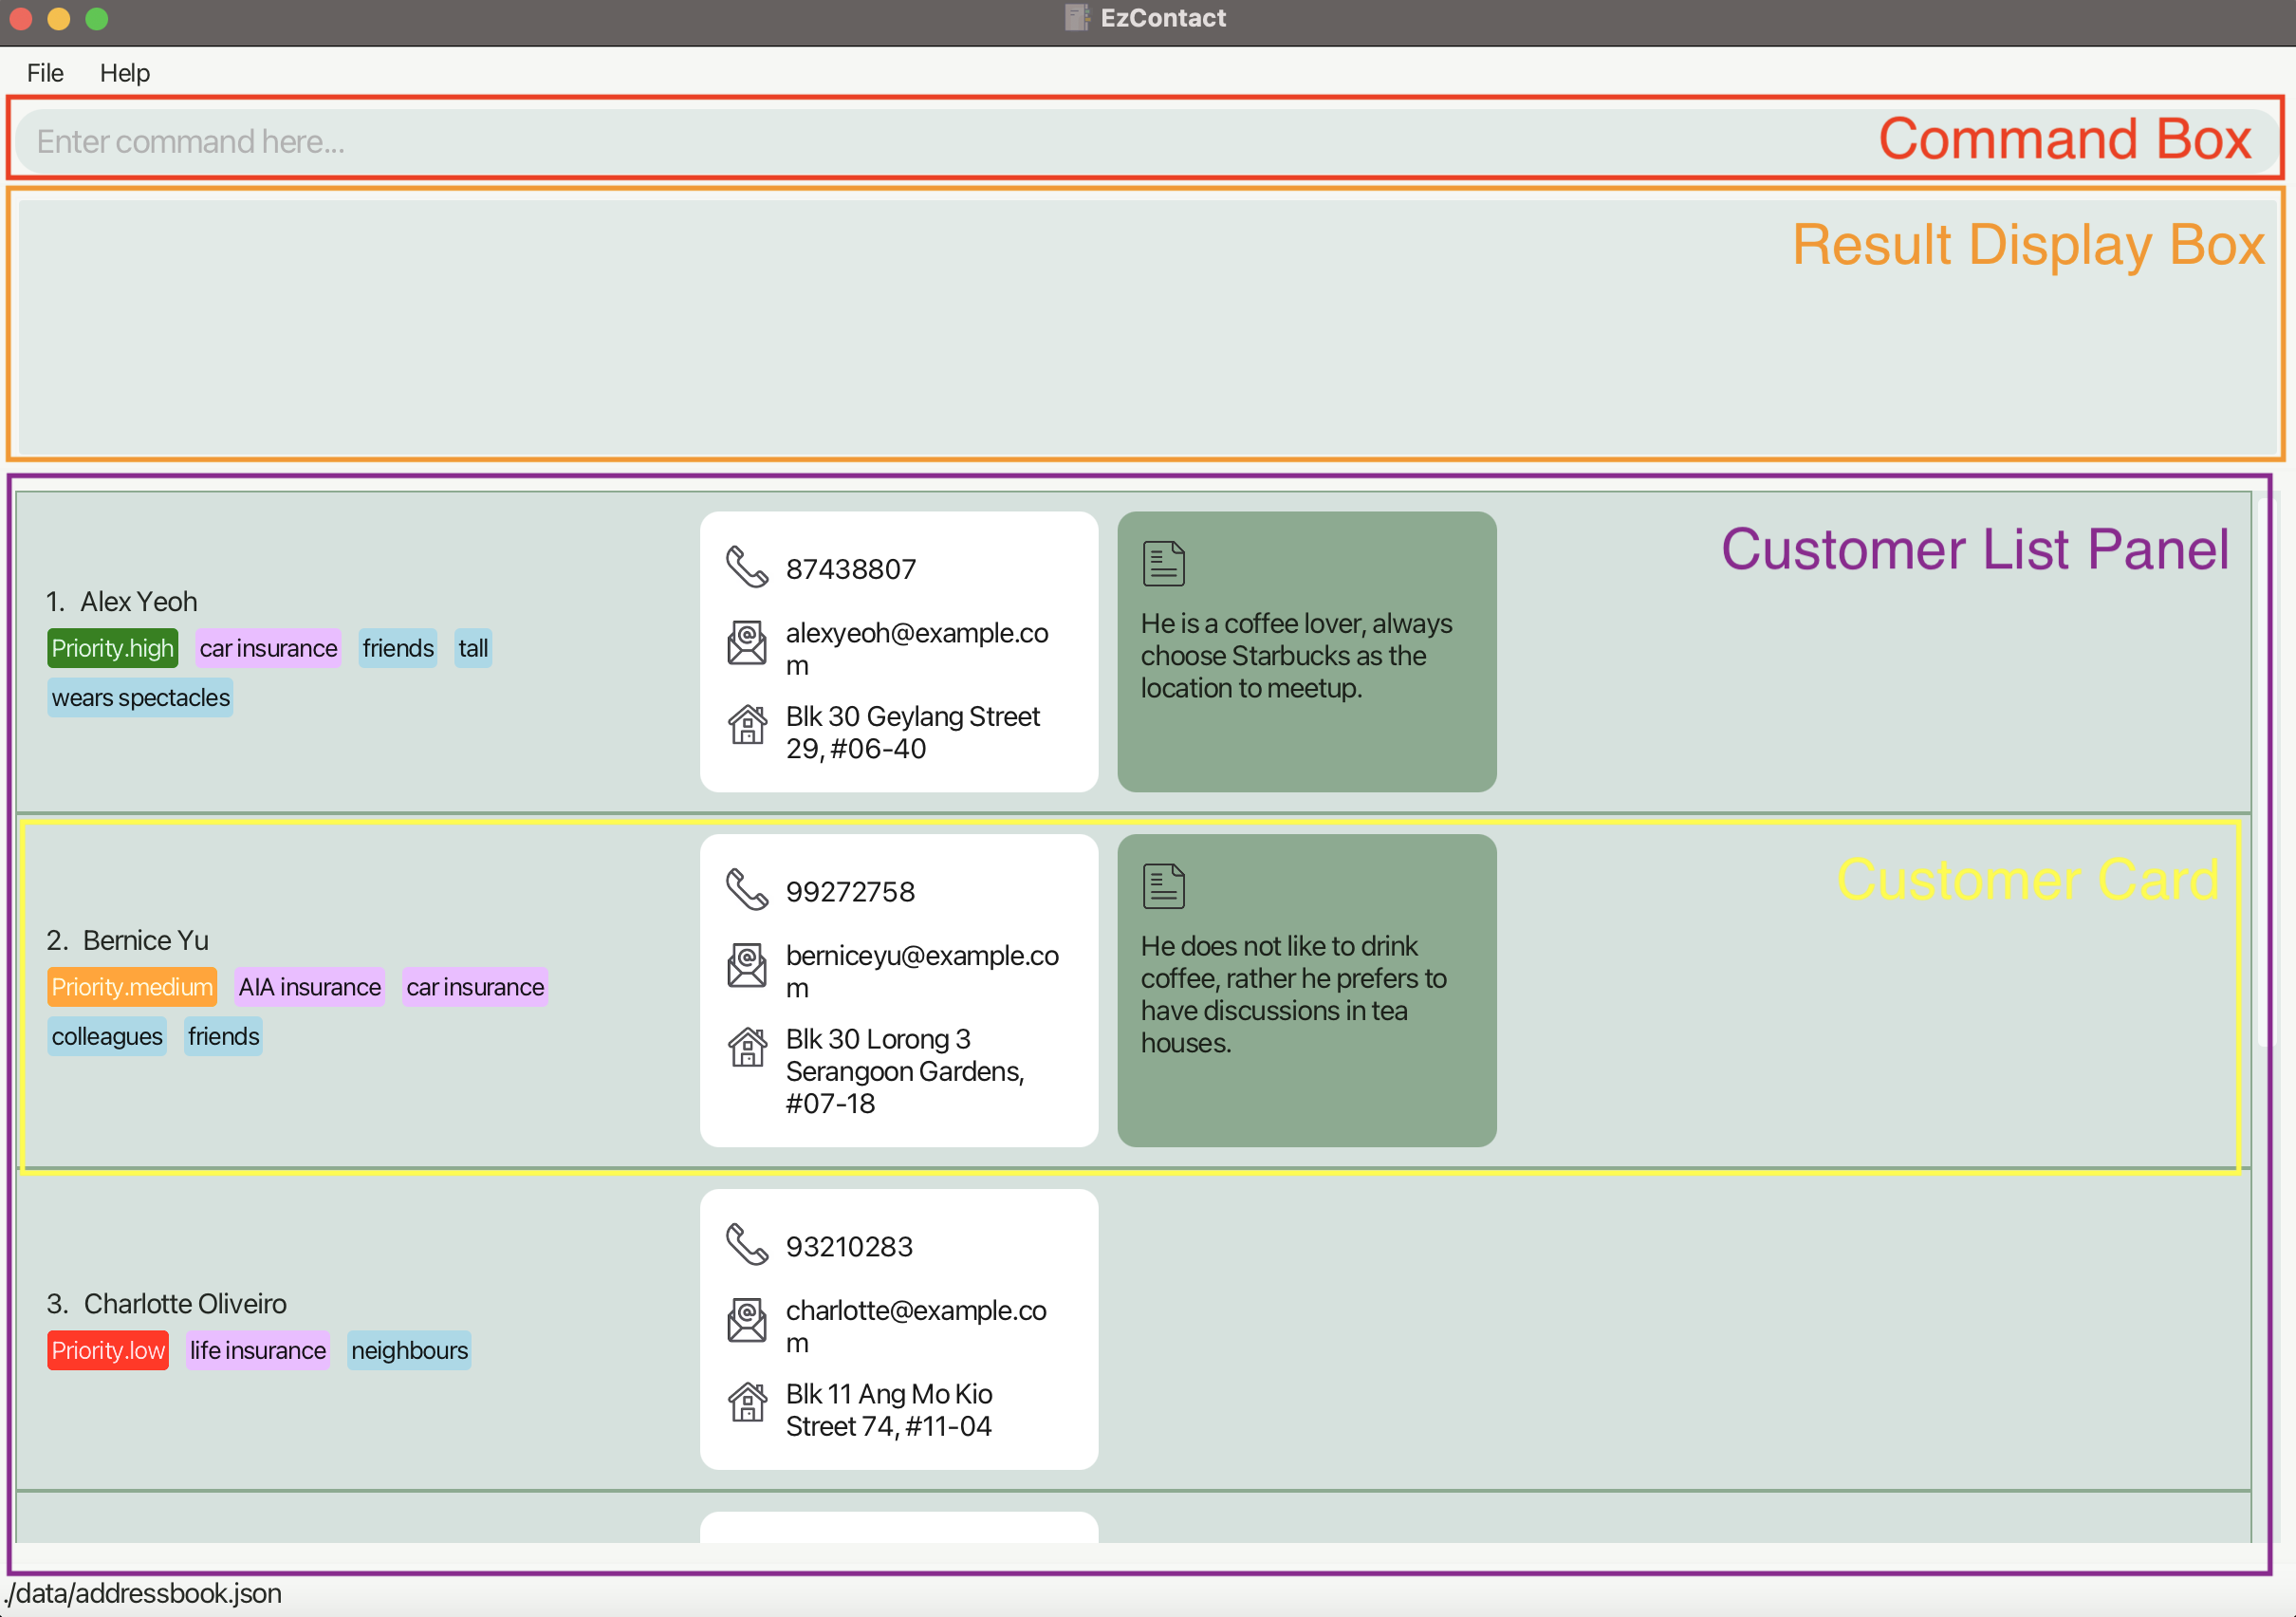 EzContact
File Help
Enter command here...
Command Box
Result Display Box
Customer List Panel
1. Alex Yeoh
Priority.high car insurance friends tall
wears spectacles
87438807
alexyeoh@example.co
m
Blk 30 Geylang Street
29, #06-40
He is a coffee lover, always
choose Starbucks as the
location to meetup.
Customer Card
2. Bernice Yu
Priority.medium AIA insurance car insurance
colleagues friends
99272758
berniceyu@example.co
m
Blk 30 Lorong 3
Serangoon Gardens,
#07-18
He does not like to drink
coffee, rather he prefers to
have discussions in tea
houses.
3. Charlotte Oliveiro
Priority.low life insurance neighbours
93210283
charlotte@example.co
m
Blk 11 Ang Mo Kio
Street 74, #11-04
./data/addressbook.json